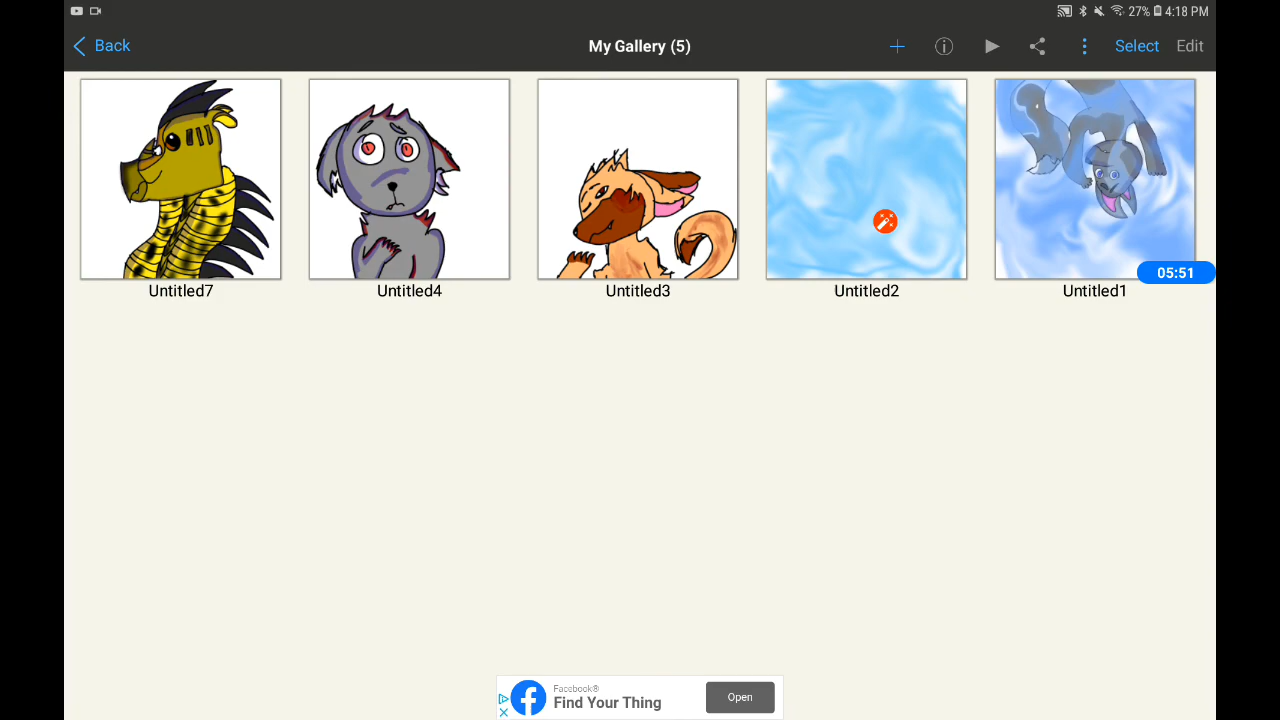 27% 4:18 PM
Back
My Gallery (5)
Select
Edit
05:51
Untitled7
Untitled4
Untitled3
Untitled2
Untitled1
Facebook®
Find Your Thing
Open